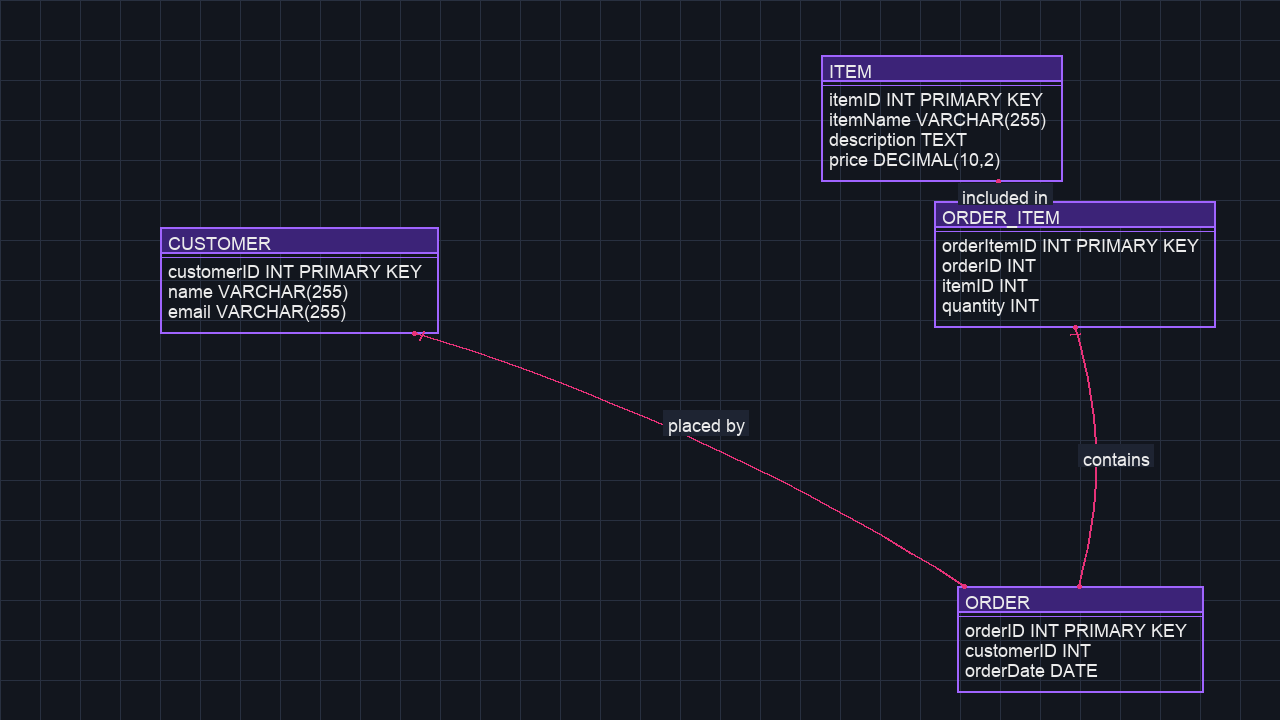 ITEM
itemID INT PRIMARY KEY
itemName VARCHAR(255)
description TEXT
price DECIMAL(10,2)
included in
ORDER_ITEM
orderItemID INT PRIMARY KEY
orderID INT
itemID INT
quantity INT
CUSTOMER
customerID INT PRIMARY KEY
name VARCHAR(255)
email VARCHAR(255)
placed by
contains
ORDER
orderID INT PRIMARY KEY
customerID INT
orderDate DATE